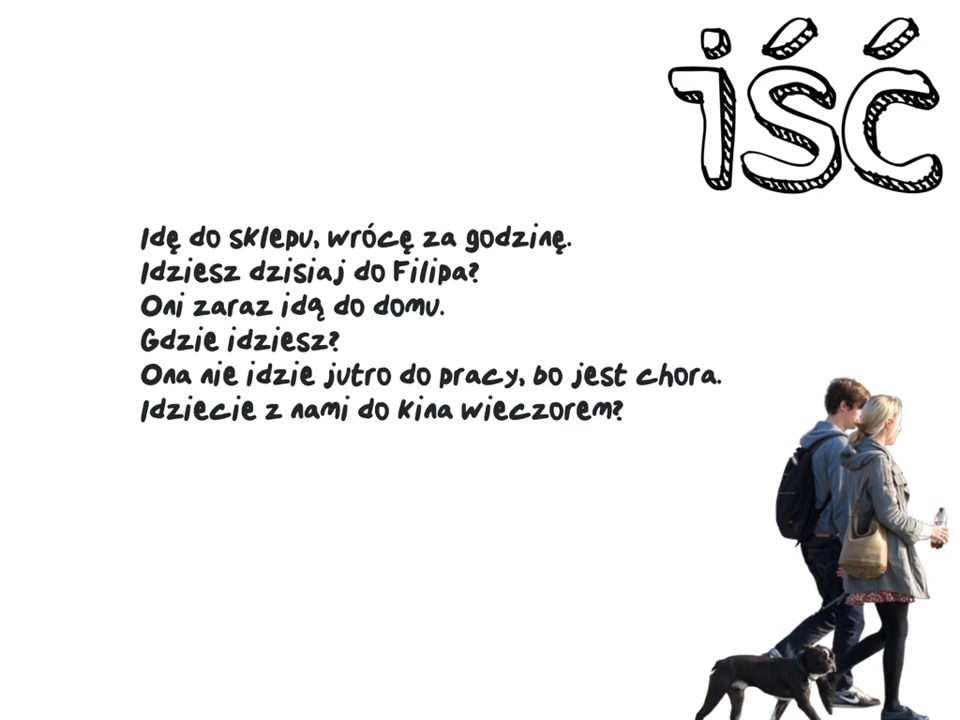 iść
Idę do sklepu, wrócę za godzinę.
Idziesz dzisiaj do Filipa?
Oni zaraz idą do domu.
Gdzie idziesz?
Ona nie idzie jutro do pracy, bo jest chora.
Idziecie z nami do kina wieczorem?